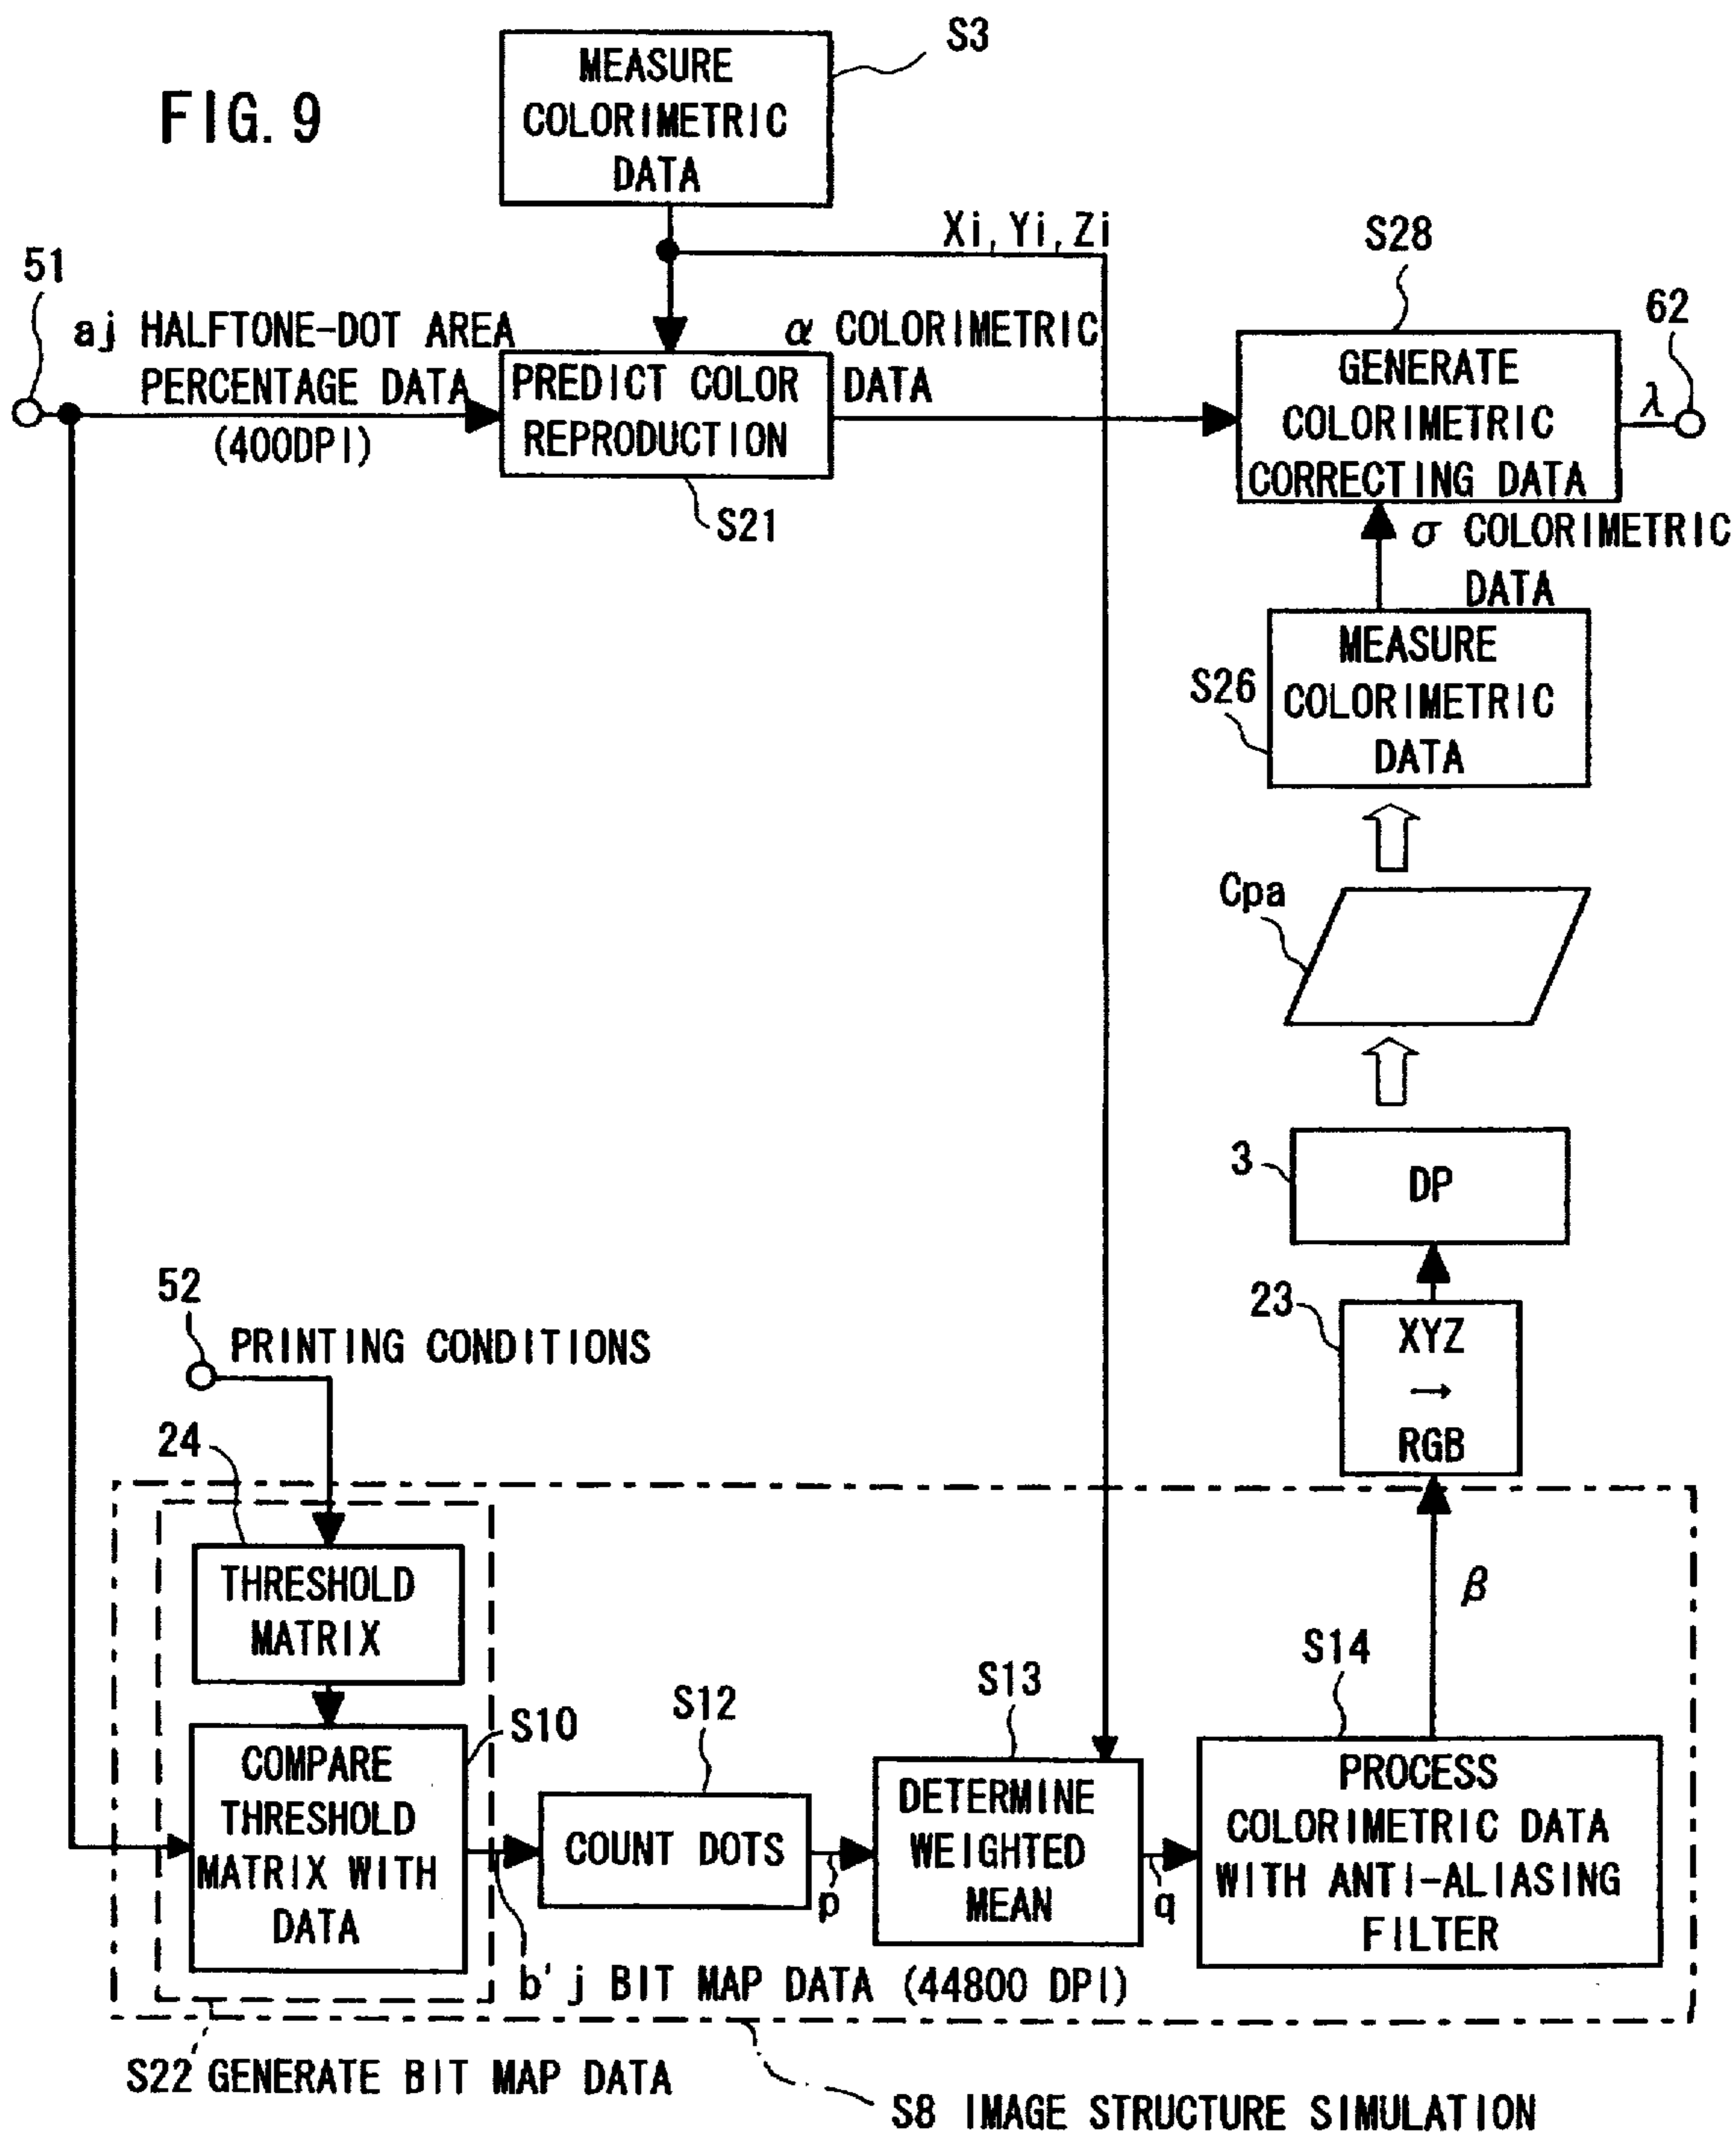 FIG. 9
S3
MEASURE
COLORIMETRIC
DATA
Xi, Yi, Zi
51
aj HALFTONE-DOT AREA
PERCENTAGE DATA
(400DPI)
PREDICT COLOR
REPRODUCTION
S21
α COLORIMETRIC
DATA
S28
GENERATE
COLORIMETRIC
CORRECTING DATA
λ
62
σ COLORIMETRIC
DATA
S26
MEASURE
COLORIMETRIC
DATA
Cpa
3
DP
23
XYZ
→
RGB
52
PRINTING CONDITIONS
24
THRESHOLD
MATRIX
S10
COMPARE
THRESHOLD
MATRIX WITH
DATA
S12
COUNT DOTS
p
S13
DETERMINE
WEIGHTED
MEAN
q
S14
PROCESS
COLORIMETRIC DATA
WITH ANTI-ALIASING
FILTER
β
b'j BIT MAP DATA (44800 DPI)
S22 GENERATE BIT MAP DATA
S8 IMAGE STRUCTURE SIMULATION